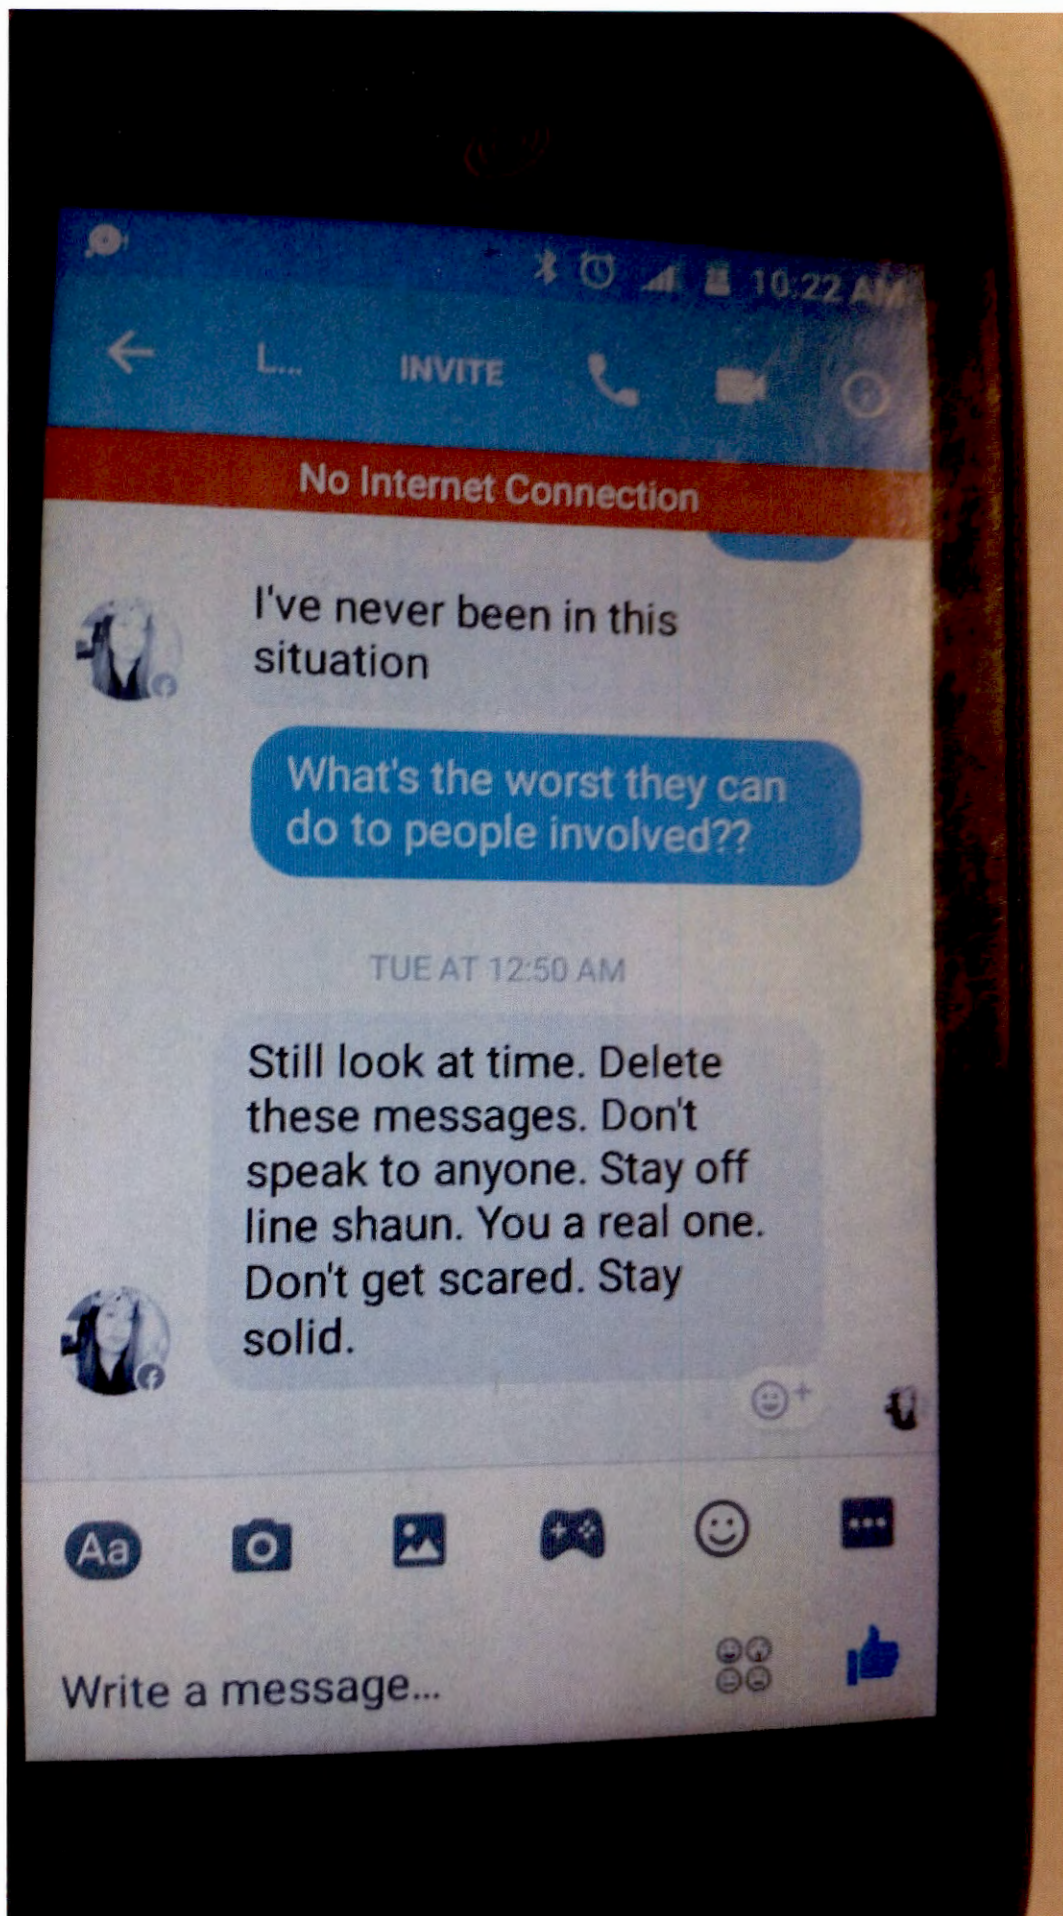 10:22 AM
L... INVITE
No Internet Connection
I've never been in this
situation
What's the worst they can
do to people involved??
TUE AT 12:50 AM
Still look at time. Delete
these messages. Don't
speak to anyone. Stay off
line shaun. You a real one.
Don't get scared. Stay
solid.
Aa
Write a message...